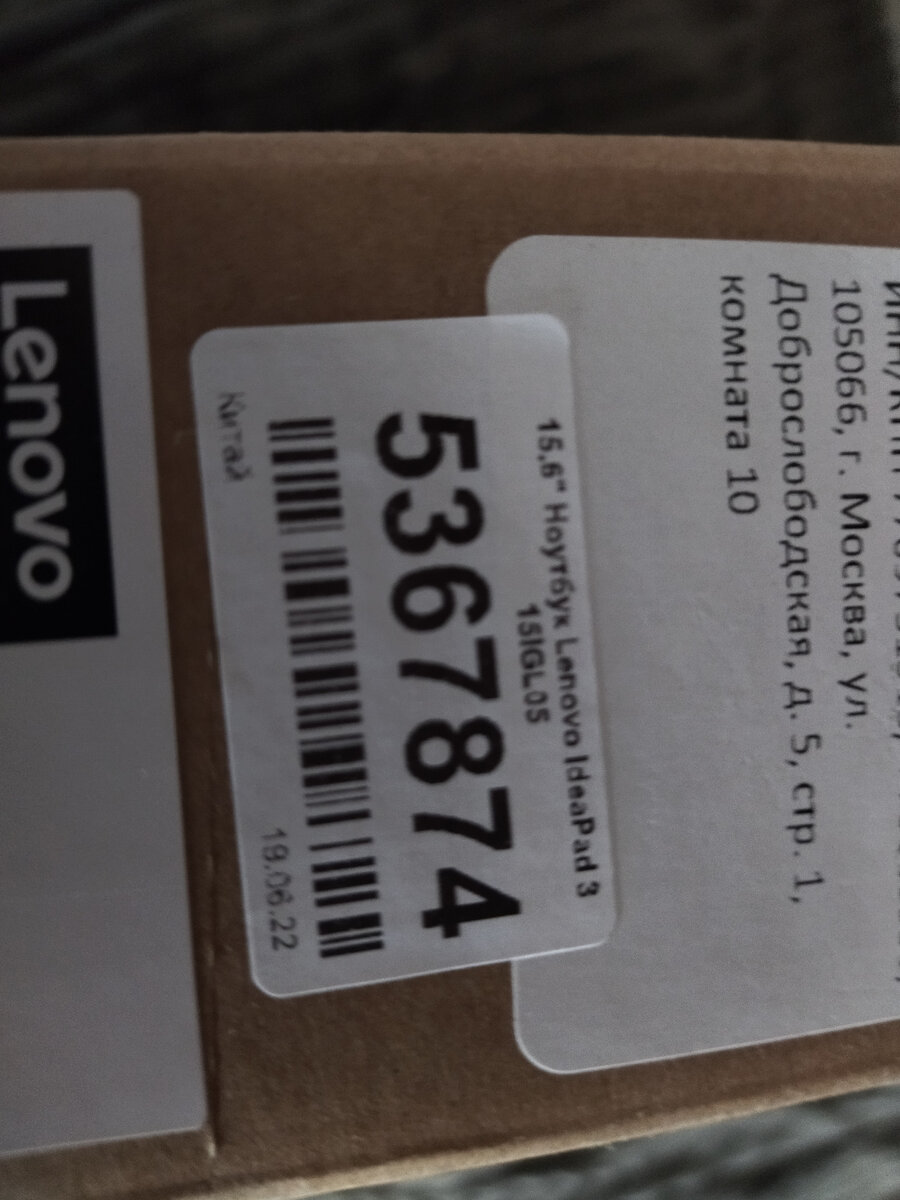 105066, г. Москва, ул.
Доброслободская, д. 5, стр. 1,
комната 10
15,6" Ноутбук Lenovo IdeaPad 3
15IGL05
5367874
Китай
19.06.22
Lenovo